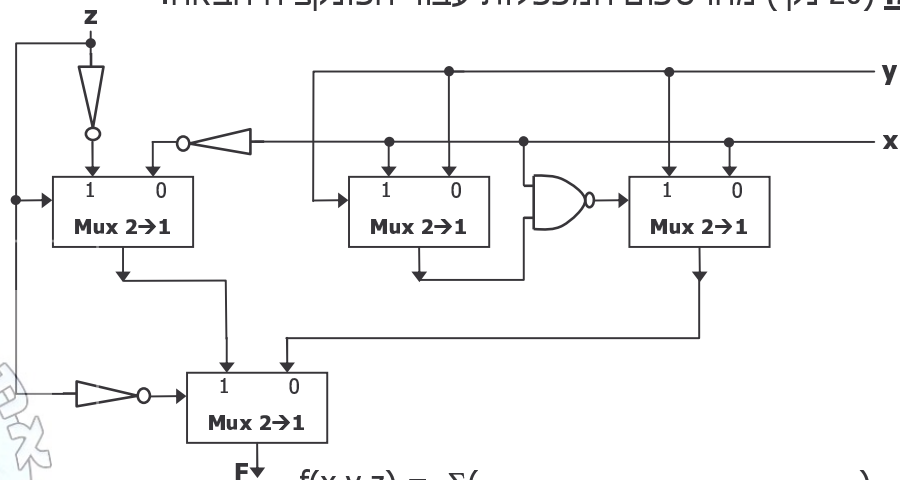 z
y
x
1 0
Mux 2→1
1 0
Mux 2→1
1 0
Mux 2→1
1 0
Mux 2→1
F
f(x,y,z) = Σ( )